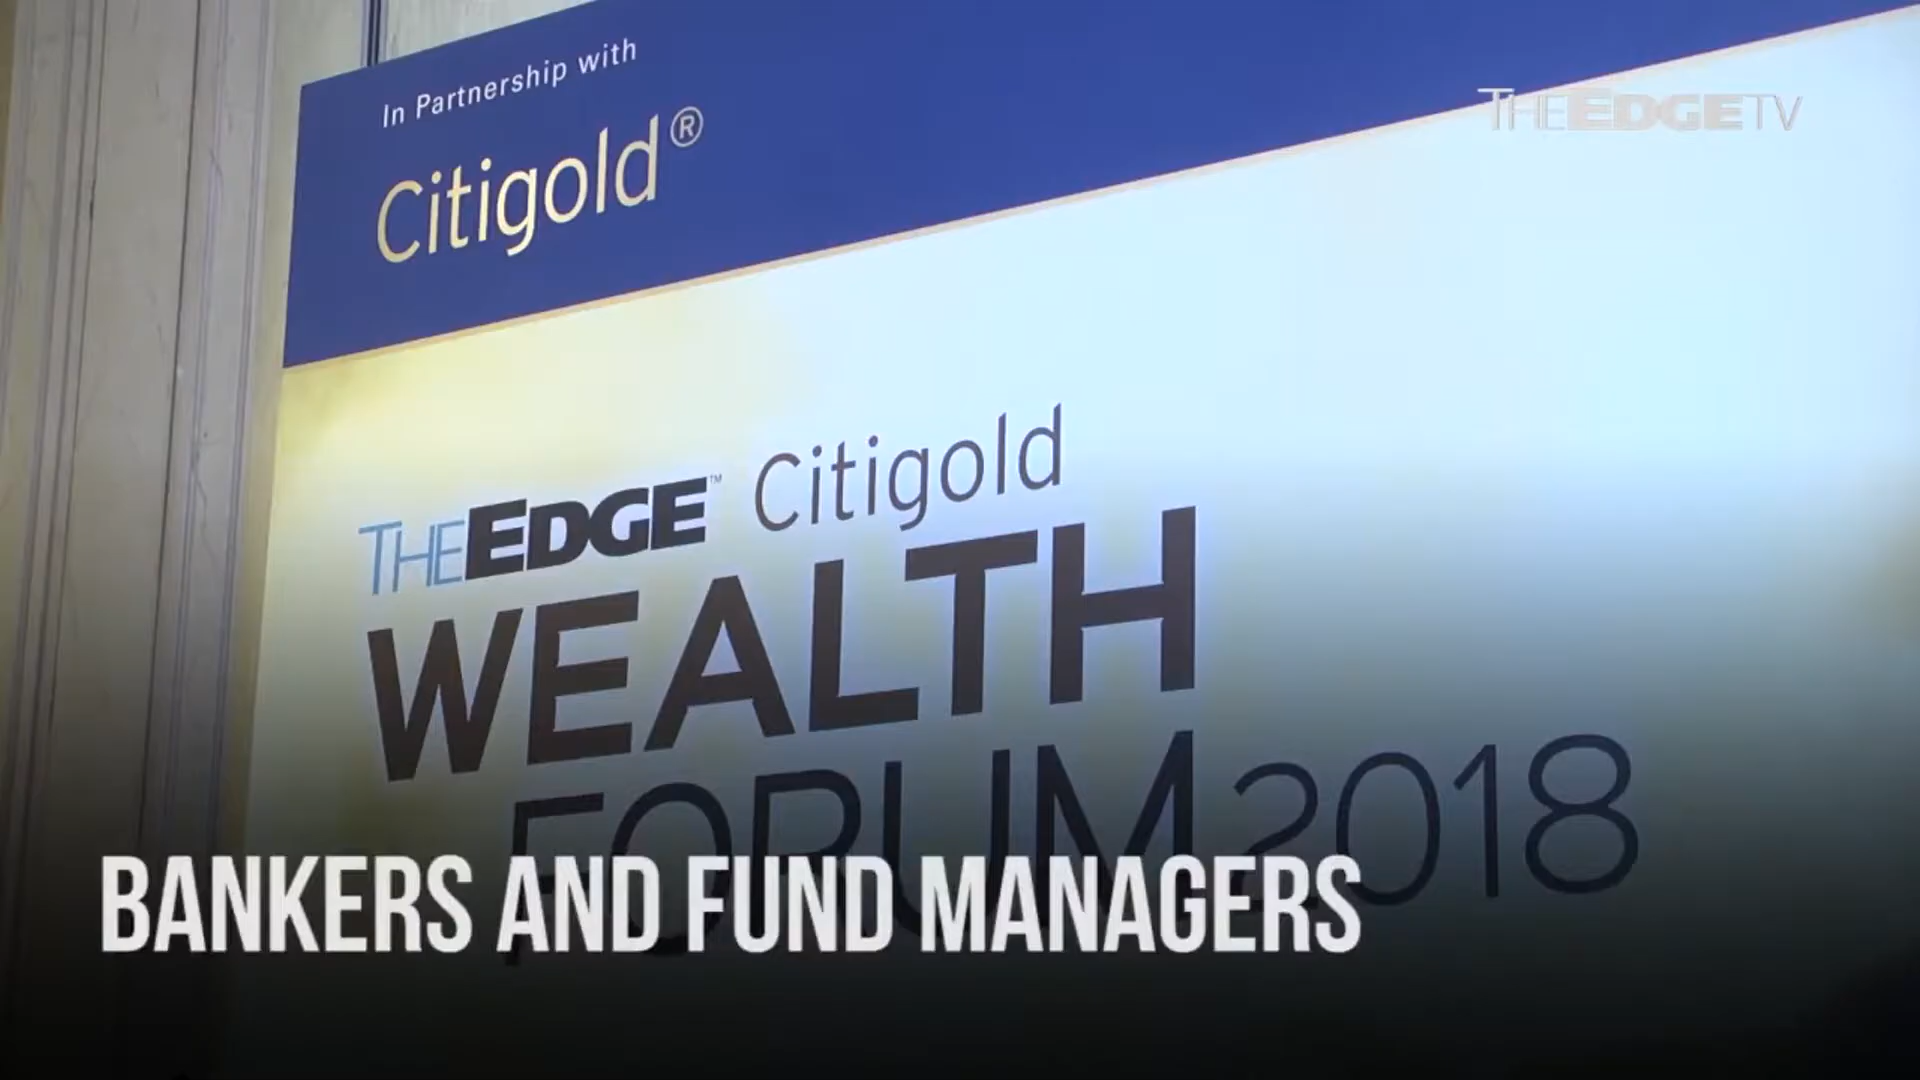 In Partnership with
Citigold®
THEEDGETV
THEEDGE™ Citigold
WEALTH
FORUM 2018
BANKERS AND FUND MANAGERS